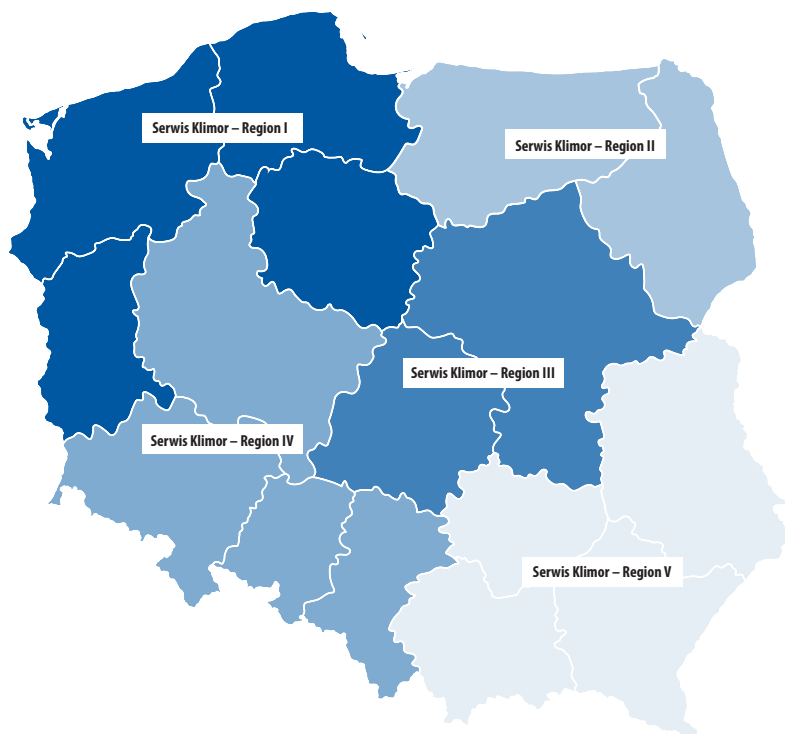 Serwis Klimor – Region I
Serwis Klimor – Region II
Serwis Klimor – Region III
Serwis Klimor – Region IV
Serwis Klimor – Region V